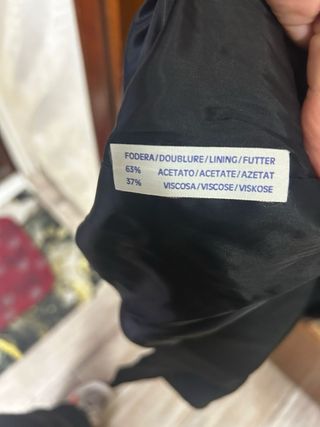 FODERA/DOUBLURE/LINING/FUTTER
63% ACETATO/ACETATE/AZETAT
37% VISCOSA/VISCOSE/VISKOSE